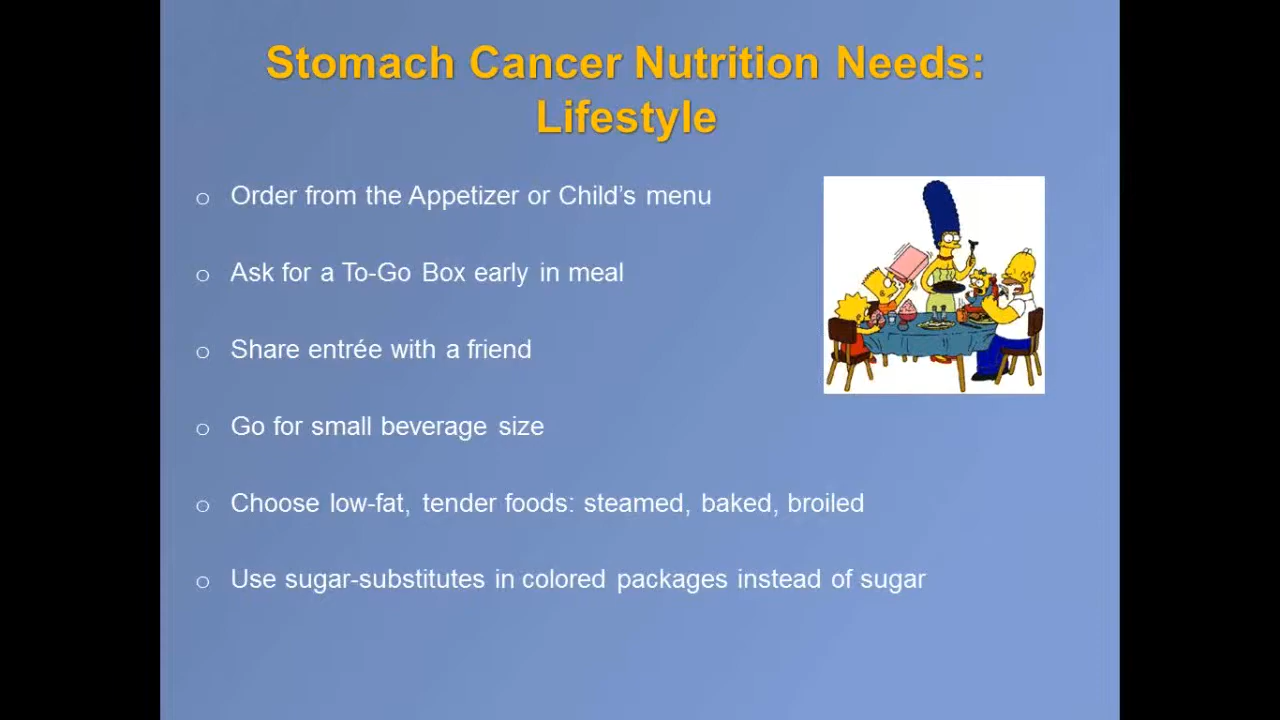 Stomach Cancer Nutrition Needs:
Lifestyle
o Order from the Appetizer or Child's menu
o Ask for a To-Go Box early in meal
o Share entrée with a friend
o Go for small beverage size
o Choose low-fat, tender foods: steamed, baked, broiled
o Use sugar-substitutes in colored packages instead of sugar